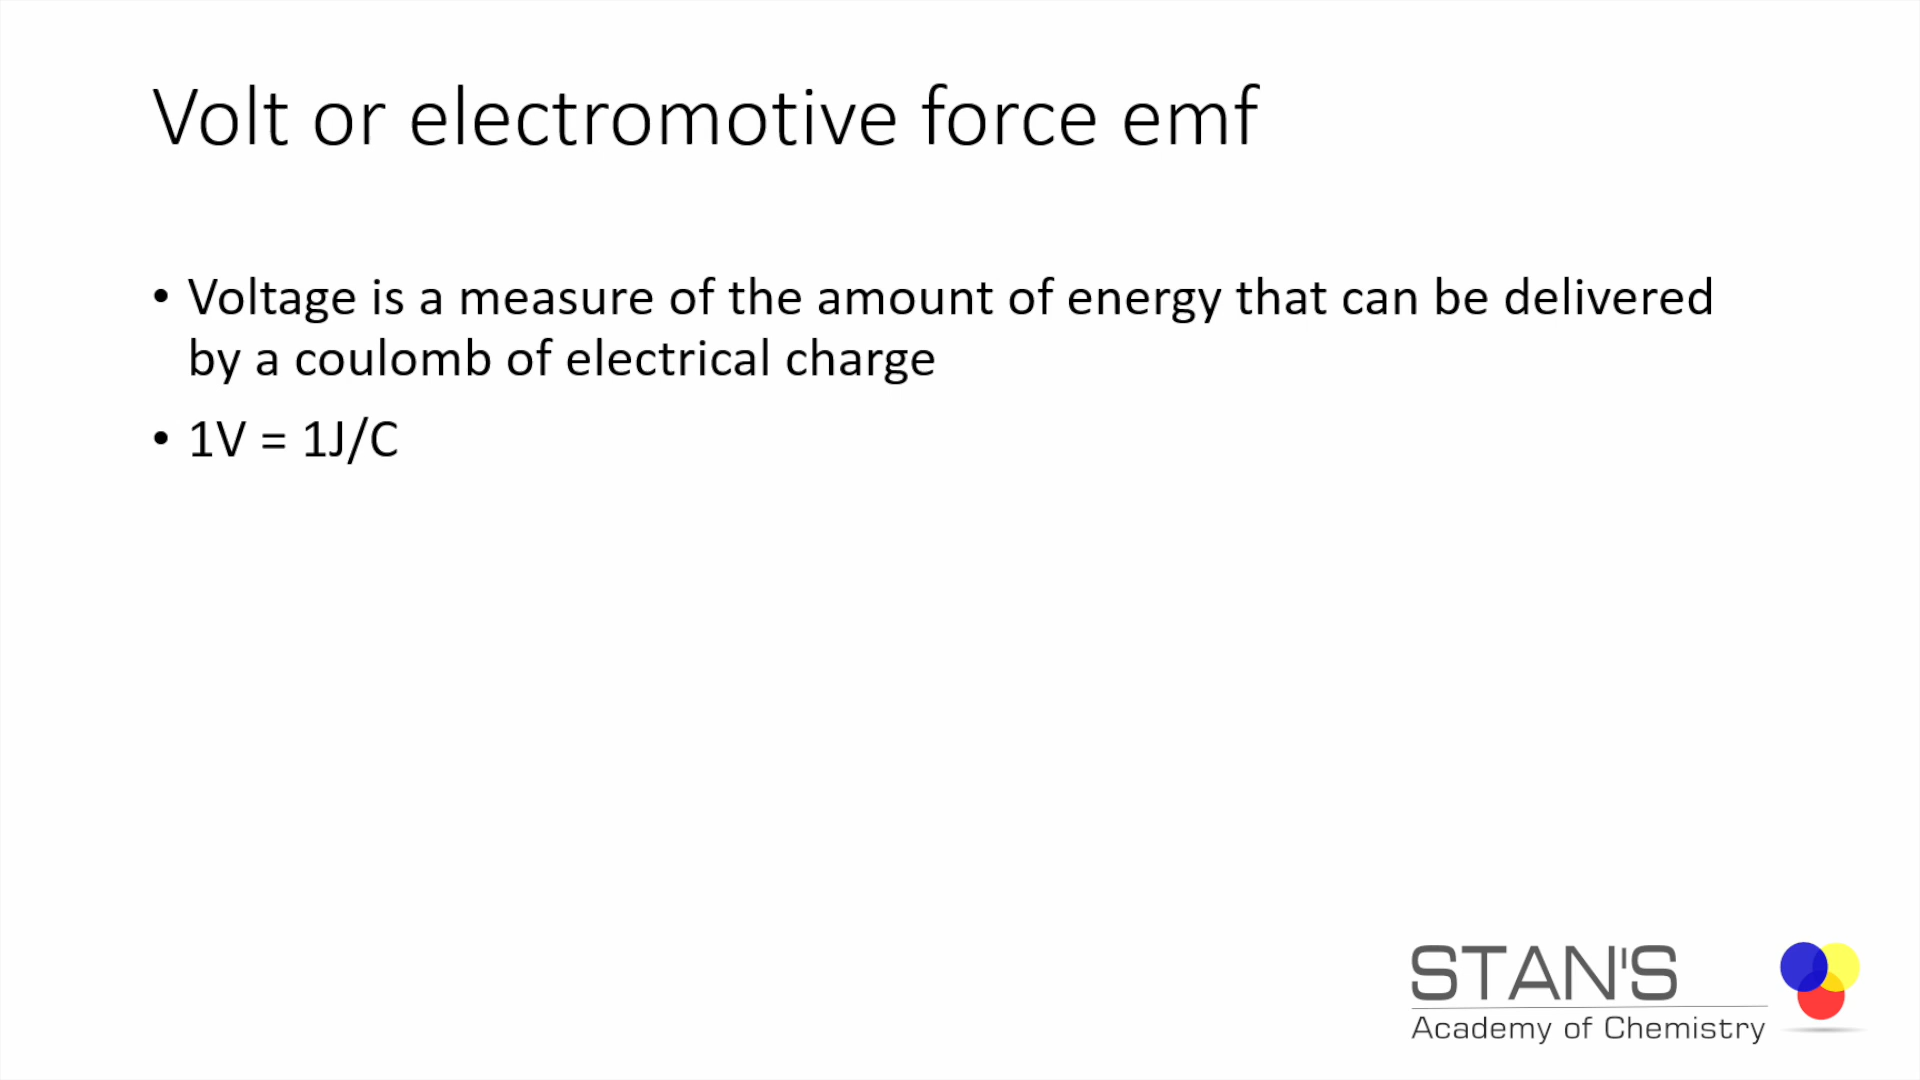 Volt or electromotive force emf
• Voltage is a measure of the amount of energy that can be delivered
by a coulomb of electrical charge
• 1V = 1J/C
STAN'S
Academy of Chemistry